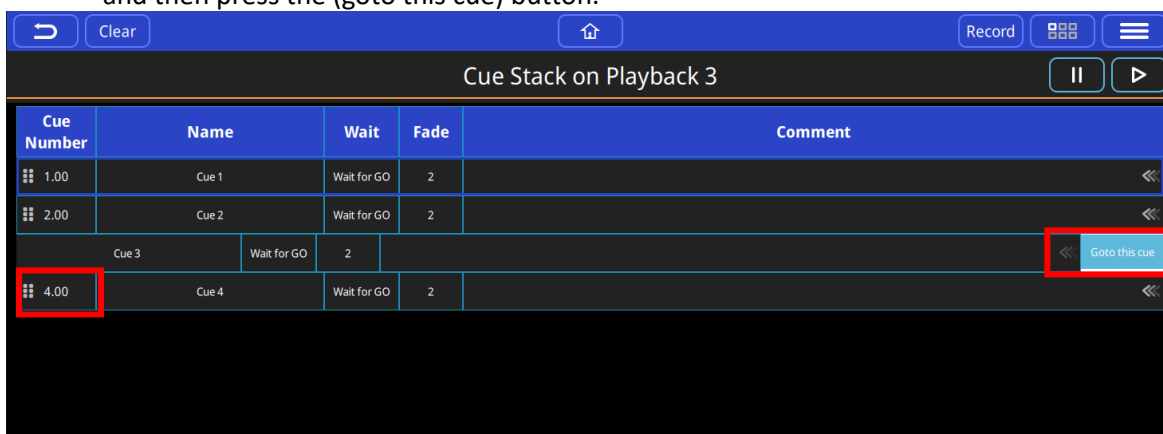 and then press the (goto this cue) button.
Clear Record
Cue Stack on Playback 3
Cue Number Name Wait Fade Comment
1.00 Cue 1 Wait for GO 2
2.00 Cue 2 Wait for GO 2
Cue 3 Wait for GO 2 Goto this cue
4.00 Cue 4 Wait for GO 2